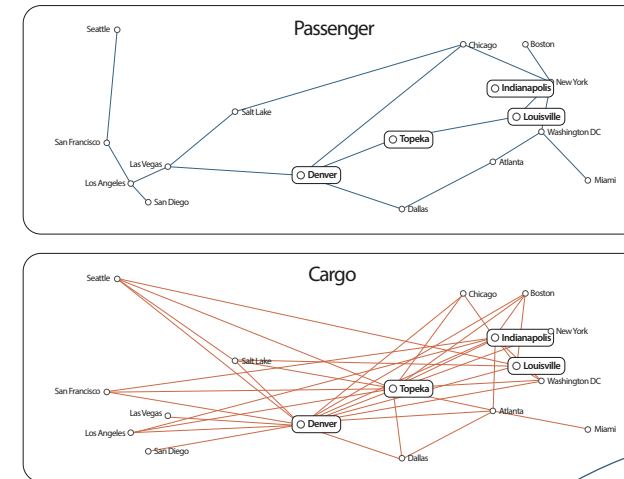 Passenger
Seattle
Chicago
Boston
New York
Indianapolis
Salt Lake
Louisville
Washington DC
Topeka
San Francisco
Las Vegas
Atlanta
Los Angeles
Denver
Miami
San Diego
Dallas
Cargo
Seattle
Chicago
Boston
New York
Indianapolis
Salt Lake
Louisville
Washington DC
Topeka
San Francisco
Las Vegas
Atlanta
Los Angeles
Denver
Miami
San Diego
Dallas